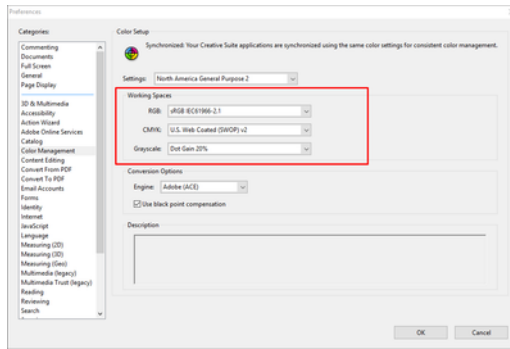 Preferences
Categories:
Commenting
Documents
Full Screen
General
Page Display
3D & Multimedia
Accessibility
Action Wizard
Adobe Online Services
Catalog
Color Management
Content Editing
Convert From PDF
Convert To PDF
Email Accounts
Forms
Identity
Internet
JavaScript
Language
Measuring (2D)
Measuring (3D)
Measuring (Geo)
Multimedia (legacy)
Multimedia Trust (legacy)
Reading
Reviewing
Search
Color Setup
Synchronized: Your Creative Suite applications are synchronized using the same color settings for consistent color management.
Settings: North America General Purpose 2
Working Spaces
RGB: sRGB IEC61966-2.1
CMYK: U.S. Web Coated (SWOP) v2
Grayscale: Dot Gain 20%
Conversion Options
Engine: Adobe (ACE)
Use black point compensation
Description
OK Cancel